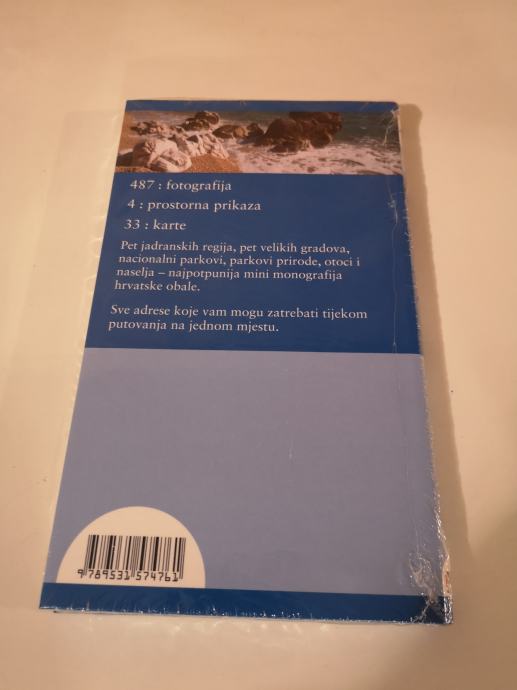 487 : fotografija
4 : prostorna prikaza
33 : karte
Pet jadranskih regija, pet velikih gradova,
nacionalni parkovi, parkovi prirode, otoci i
naselja – najpotpunija mini monografija
hrvatske obale.
Sve adrese koje vam mogu zatrebati tijekom
putovanja na jednom mjestu.
9 789531 574761